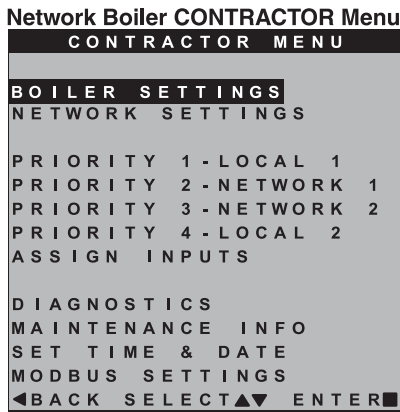 Network Boiler CONTRACTOR Menu
CONTRACTOR MENU
BOILER SETTINGS
NETWORK SETTINGS
PRIORITY 1-LOCAL 1
PRIORITY 2-NETWORK 1
PRIORITY 3-NETWORK 2
PRIORITY 4-LOCAL 2
ASSIGN INPUTS
DIAGNOSTICS
MAINTENANCE INFO
SET TIME & DATE
MODBUS SETTINGS
◀BACK SELECT▲▼ ENTER■